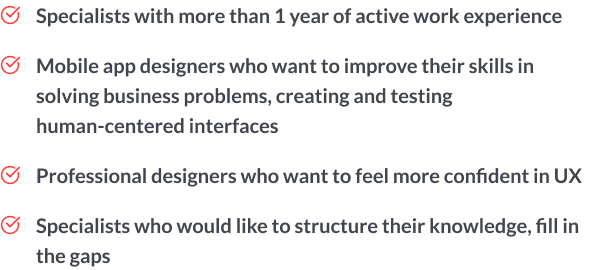 Specialists with more than 1 year of active work experience
Mobile app designers who want to improve their skills in
solving business problems, creating and testing
human-centered interfaces
Professional designers who want to feel more confident in UX
Specialists who would like to structure their knowledge, fill in
the gaps